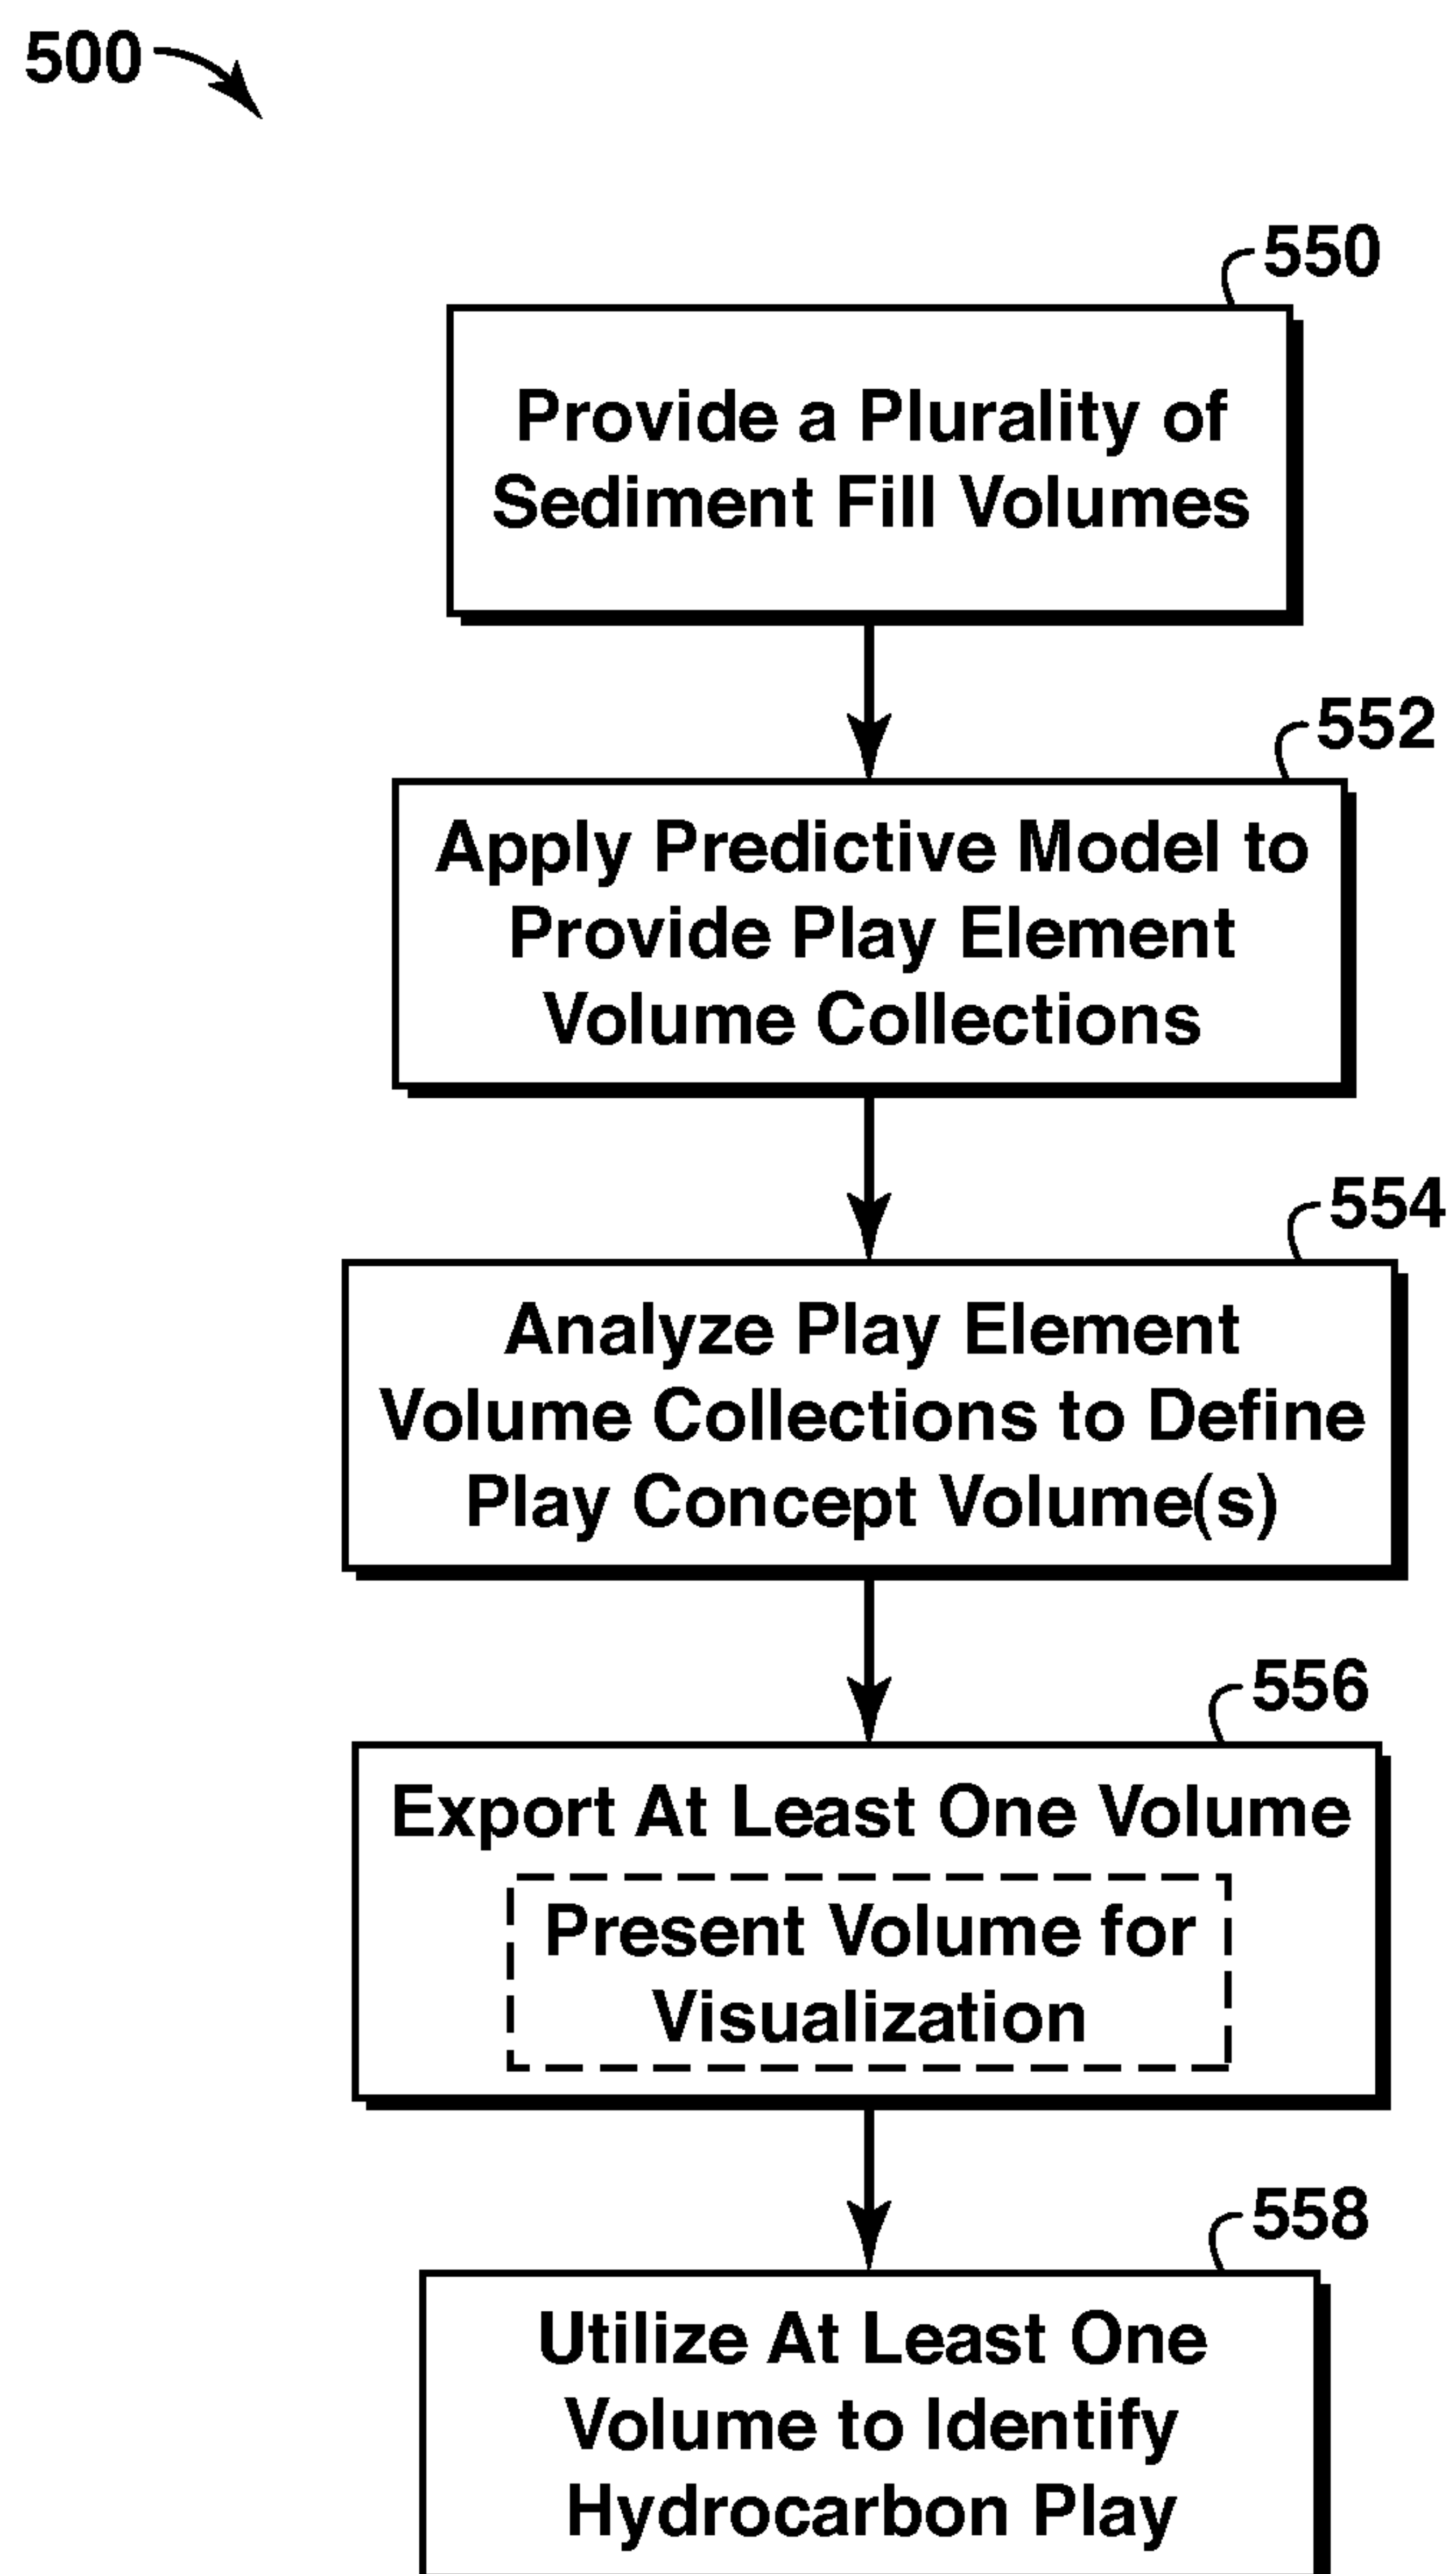 500
550
Provide a Plurality of
Sediment Fill Volumes
552
Apply Predictive Model to
Provide Play Element
Volume Collections
554
Analyze Play Element
Volume Collections to Define
Play Concept Volume(s)
556
Export At Least One Volume
Present Volume for
Visualization
558
Utilize At Least One
Volume to Identify
Hydrocarbon Play